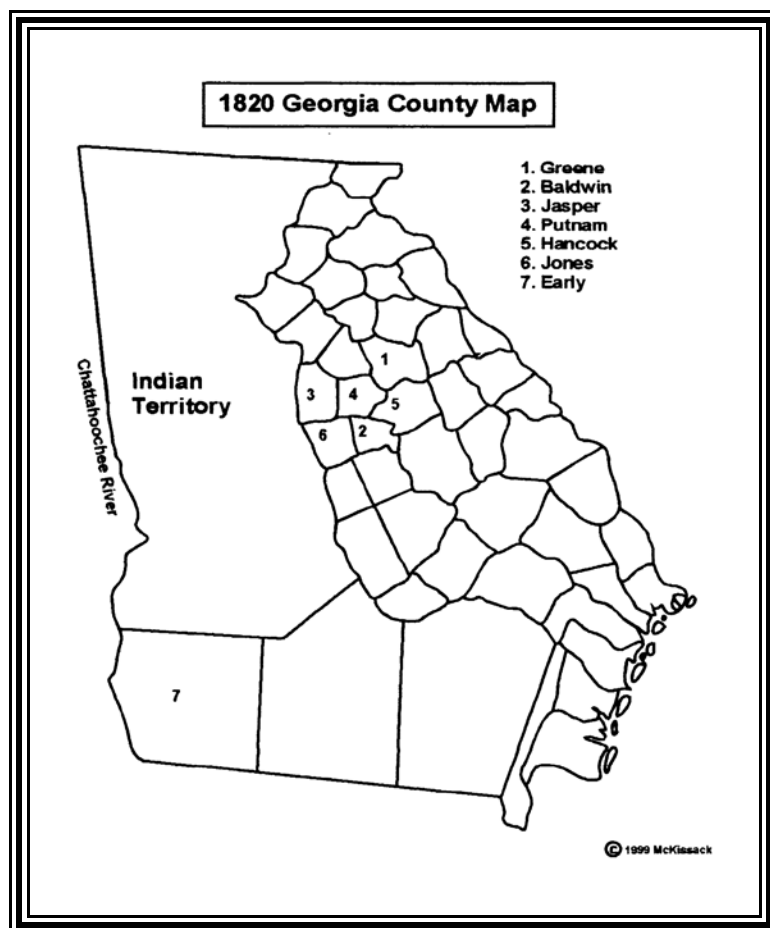 1820 Georgia County Map
1. Greene
2. Baldwin
3. Jasper
4. Putnam
5. Hancock
6. Jones
7. Early
1
Indian
Territory
3
4
5
6
2
Chattahoochee River
7
© 1999 McKissack